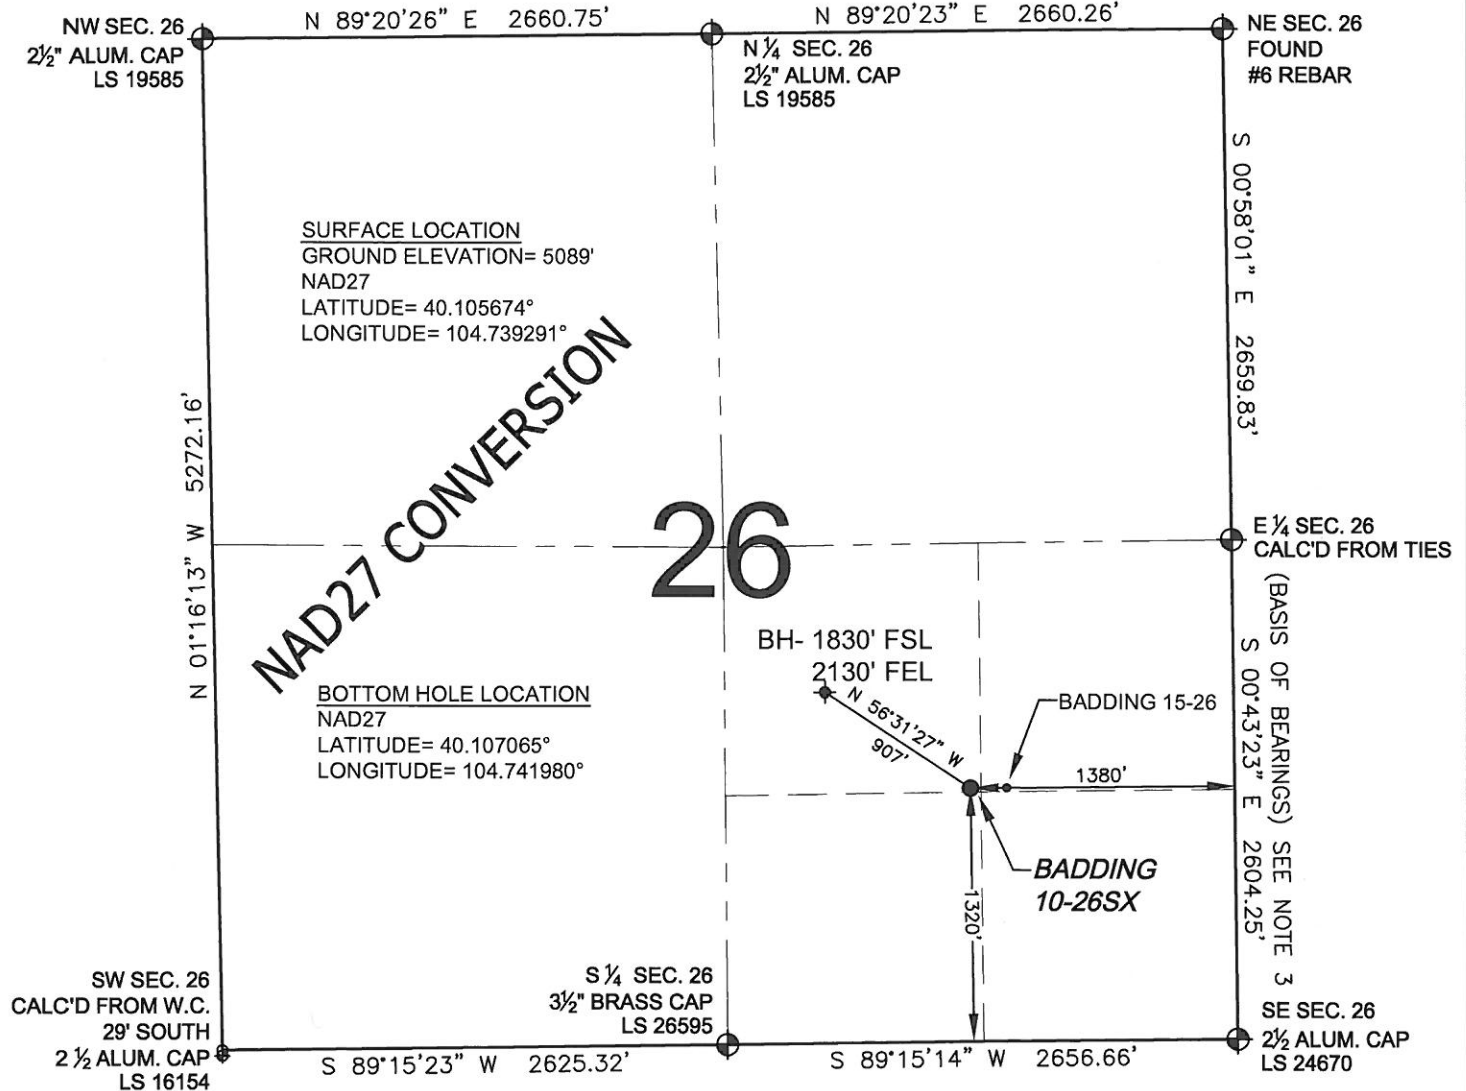 N 89°20'26" E 2660.75'
N 89°20'23" E 2660.26'
NW SEC. 26
2½" ALUM. CAP
LS 19585
N ¼ SEC. 26
2½" ALUM. CAP
LS 19585
NE SEC. 26
FOUND
#6 REBAR
S 00°58'01" E 2659.83'
SURFACE LOCATION
GROUND ELEVATION= 5089'
NAD27
LATITUDE= 40.105674°
LONGITUDE= 104.739291°
NAD27 CONVERSION
N 01°16'13" W 5272.16'
26
E ¼ SEC. 26
CALC'D FROM TIES
(BASIS OF BEARINGS) SEE NOTE 3
S 00°43'23" E 2604.25'
BH- 1830' FSL
2130' FEL
N 56°31'27" W
907'
BADDING 15-26
1380'
BOTTOM HOLE LOCATION
NAD27
LATITUDE= 40.107065°
LONGITUDE= 104.741980°
BADDING
10-26SX
1320'
SW SEC. 26
CALC'D FROM W.C.
29' SOUTH
2 ½ ALUM. CAP
LS 16154
S ¼ SEC. 26
3½" BRASS CAP
LS 26595
SE SEC. 26
2½ ALUM. CAP
LS 24670
S 89°15'23" W 2625.32'
S 89°15'14" W 2656.66'